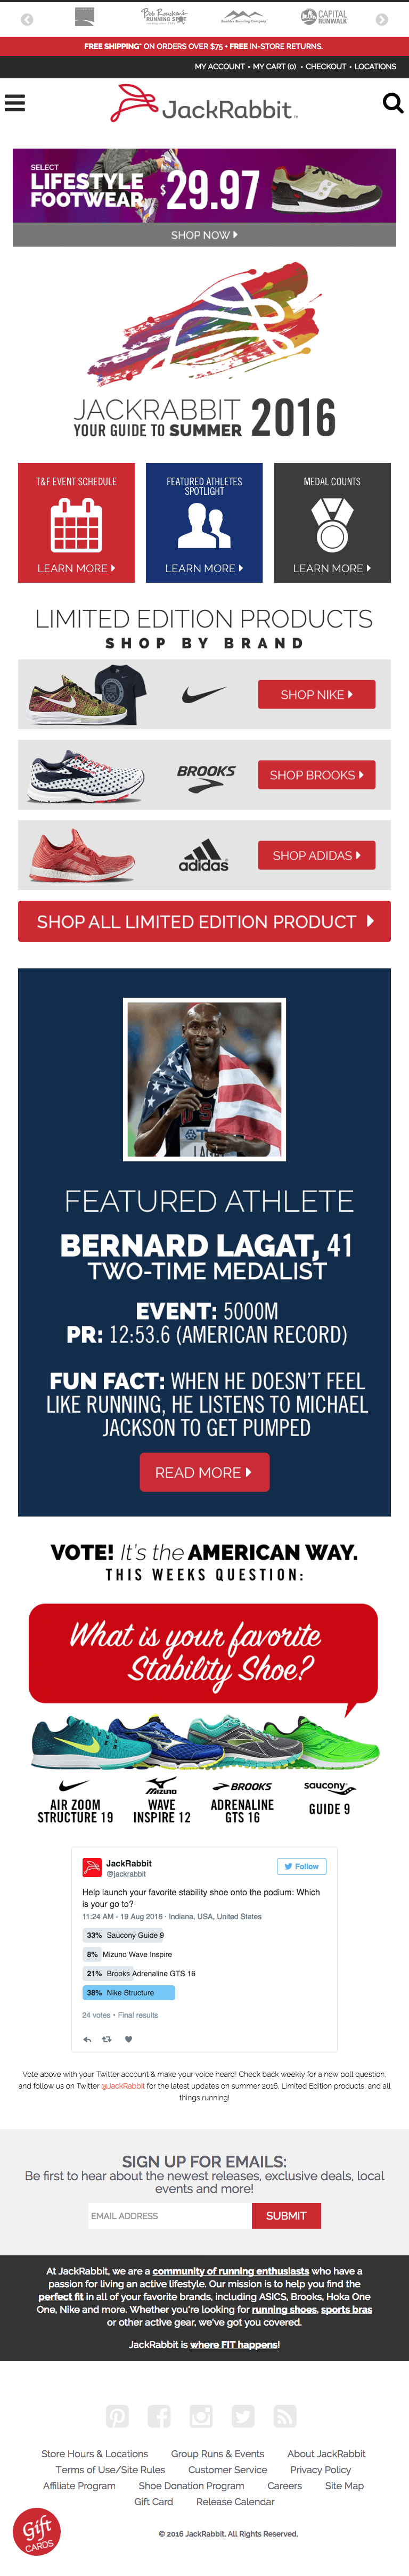 Bob Roncker's
RUNNING SPOT
Boulder Running Company
CAPITAL
RUNWALK
FREE SHIPPING* ON ORDERS OVER $75 + FREE IN-STORE RETURNS.
MY ACCOUNT • MY CART (0) • CHECKOUT • LOCATIONS
JackRabbit™
SELECT
LIFESTYLE
FOOTWEAR
$29.97
SHOP NOW
JACKRABBIT
YOUR GUIDE TO SUMMER 2016
T&F EVENT SCHEDULE
LEARN MORE
FEATURED ATHLETES
SPOTLIGHT
LEARN MORE
MEDAL COUNTS
LEARN MORE
LIMITED EDITION PRODUCTS
SHOP BY BRAND
SHOP NIKE
BROOKS
SHOP BROOKS
adidas
SHOP ADIDAS
SHOP ALL LIMITED EDITION PRODUCT
FEATURED ATHLETE
BERNARD LAGAT, 41
TWO-TIME MEDALIST
EVENT: 5000M
PR: 12:53.6 (AMERICAN RECORD)
FUN FACT: WHEN HE DOESN'T FEEL
LIKE RUNNING, HE LISTENS TO MICHAEL
JACKSON TO GET PUMPED
READ MORE
VOTE! It's the AMERICAN WAY.
THIS WEEKS QUESTION:
What is your favorite
Stability Shoe?
AIR ZOOM
STRUCTURE 19
Mizuno
WAVE
INSPIRE 12
BROOKS
ADRENALINE
GTS 16
saucony
GUIDE 9
JackRabbit
@jackrabbit
Follow
Help launch your favorite stability shoe onto the podium: Which
is your go to?
11:24 AM - 19 Aug 2016 · Indiana, USA, United States
33% Saucony Guide 9
8% Mizuno Wave Inspire
21% Brooks Adrenaline GTS 16
38% Nike Structure
24 votes • Final results
Vote above with your Twitter account & make your voice heard! Check back weekly for a new poll question,
and follow us on Twitter @JackRabbit for the latest updates on summer 2016, Limited Edition products, and all
things running!
SIGN UP FOR EMAILS:
Be first to hear about the newest releases, exclusive deals, local
events and more!
EMAIL ADDRESS
SUBMIT
At JackRabbit, we are a community of running enthusiasts who have a
passion for living an active lifestyle. Our mission is to help you find the
perfect fit in all of your favorite brands, including ASICS, Brooks, Hoka One
One, Nike and more. Whether you're looking for running shoes, sports bras
or other active gear, we've got you covered.
JackRabbit is where FIT happens!
Store Hours & Locations Group Runs & Events About JackRabbit
Terms of Use/Site Rules Customer Service Privacy Policy
Affiliate Program Shoe Donation Program Careers Site Map
Gift Card Release Calendar
Gift
CARDS
© 2016 JackRabbit. All Rights Reserved.